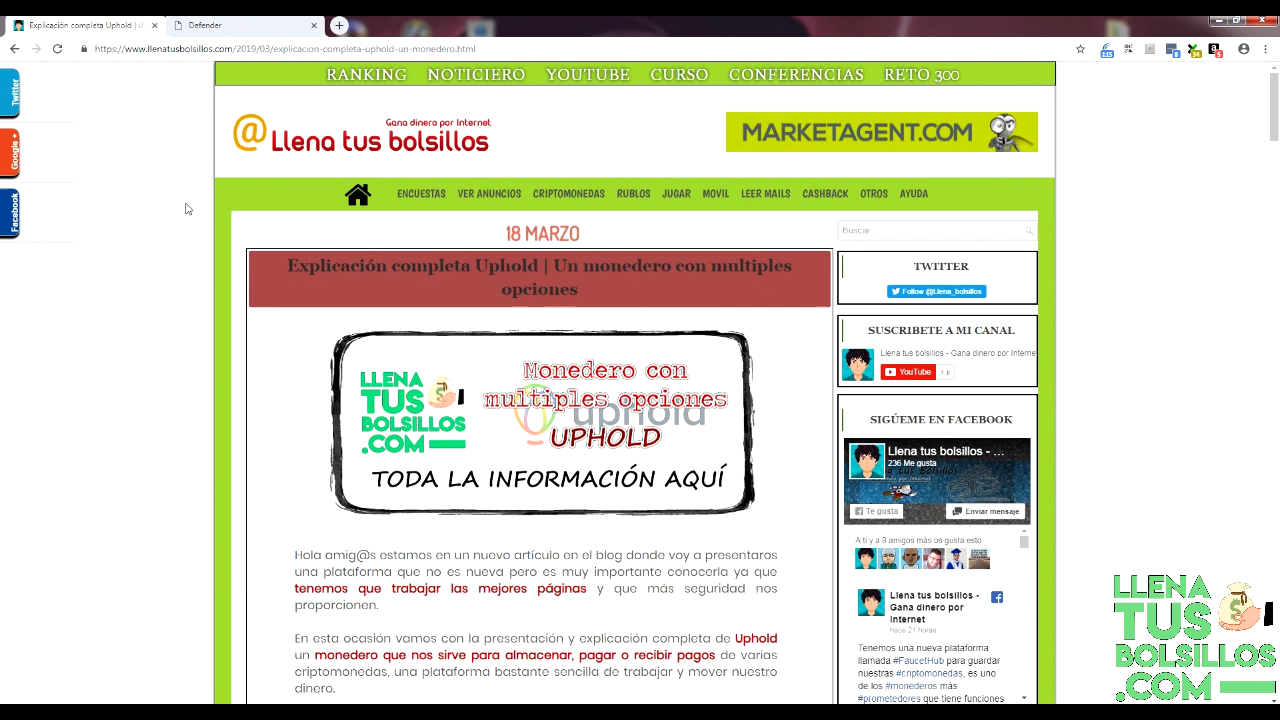 Explicación completa Uphold | U
Defender
https://www.llenatusbolsillos.com/2019/03/explicacion-completa-uphold-un-monedero.html
Twitter
Google +
Facebook
RANKING NOTICIERO YOUTUBE CURSO CONFERENCIAS RETO 300
Gana dinero por Internet
@Llena tus bolsillos
MARKETAGENT.COM
ENCUESTAS VER ANUNCIOS CRIPTOMONEDAS RUBLOS JUGAR MOVIL LEER MAILS CASHBACK OTROS AYUDA
18 MARZO
Explicación completa Uphold | Un monedero con multiples
opciones
LLENA
TUS
BOLSILLOS
.COM
Monedero con
multiples opciones
uphold
UPHOLD
TODA LA INFORMACIÓN AQUÍ
Hola amig@s estamos en un nuevo artículo en el blog donde voy a presentaros
una plataforma que no es nueva pero es muy importante conocerla ya que
tenemos que trabajar las mejores páginas y que más seguridad nos
proporcionen.
En esta ocasión vamos con la presentación y explicación completa de Uphold
un monedero que nos sirve para almacenar, pagar o recibir pagos de varias
criptomonedas, una plataforma bastante sencilla de trabajar y mover nuestro
dinero.
Buscar
TWITTER
Follow @Llena_bolsillos
SUSCRIBETE A MI CANAL
Llena tus bolsillos - Gana dinero por Interne
YouTube 1 k
SIGÚEME EN FACEBOOK
Llena tus bolsillos - ...
236 Me gusta
Te gusta
Enviar mensaje
A ti y a 3 amigos más os gusta esto
Llena tus bolsillos -
Gana dinero por
Internet
hace 21 horas
Tenemos una nueva plataforma
llamada #FaucetHub para guardar
nuestras #criptomonedas, es uno
de los #monederos más
#prometedores que tiene funciones
LLENA
TUS
BOLSILLOS
.COM